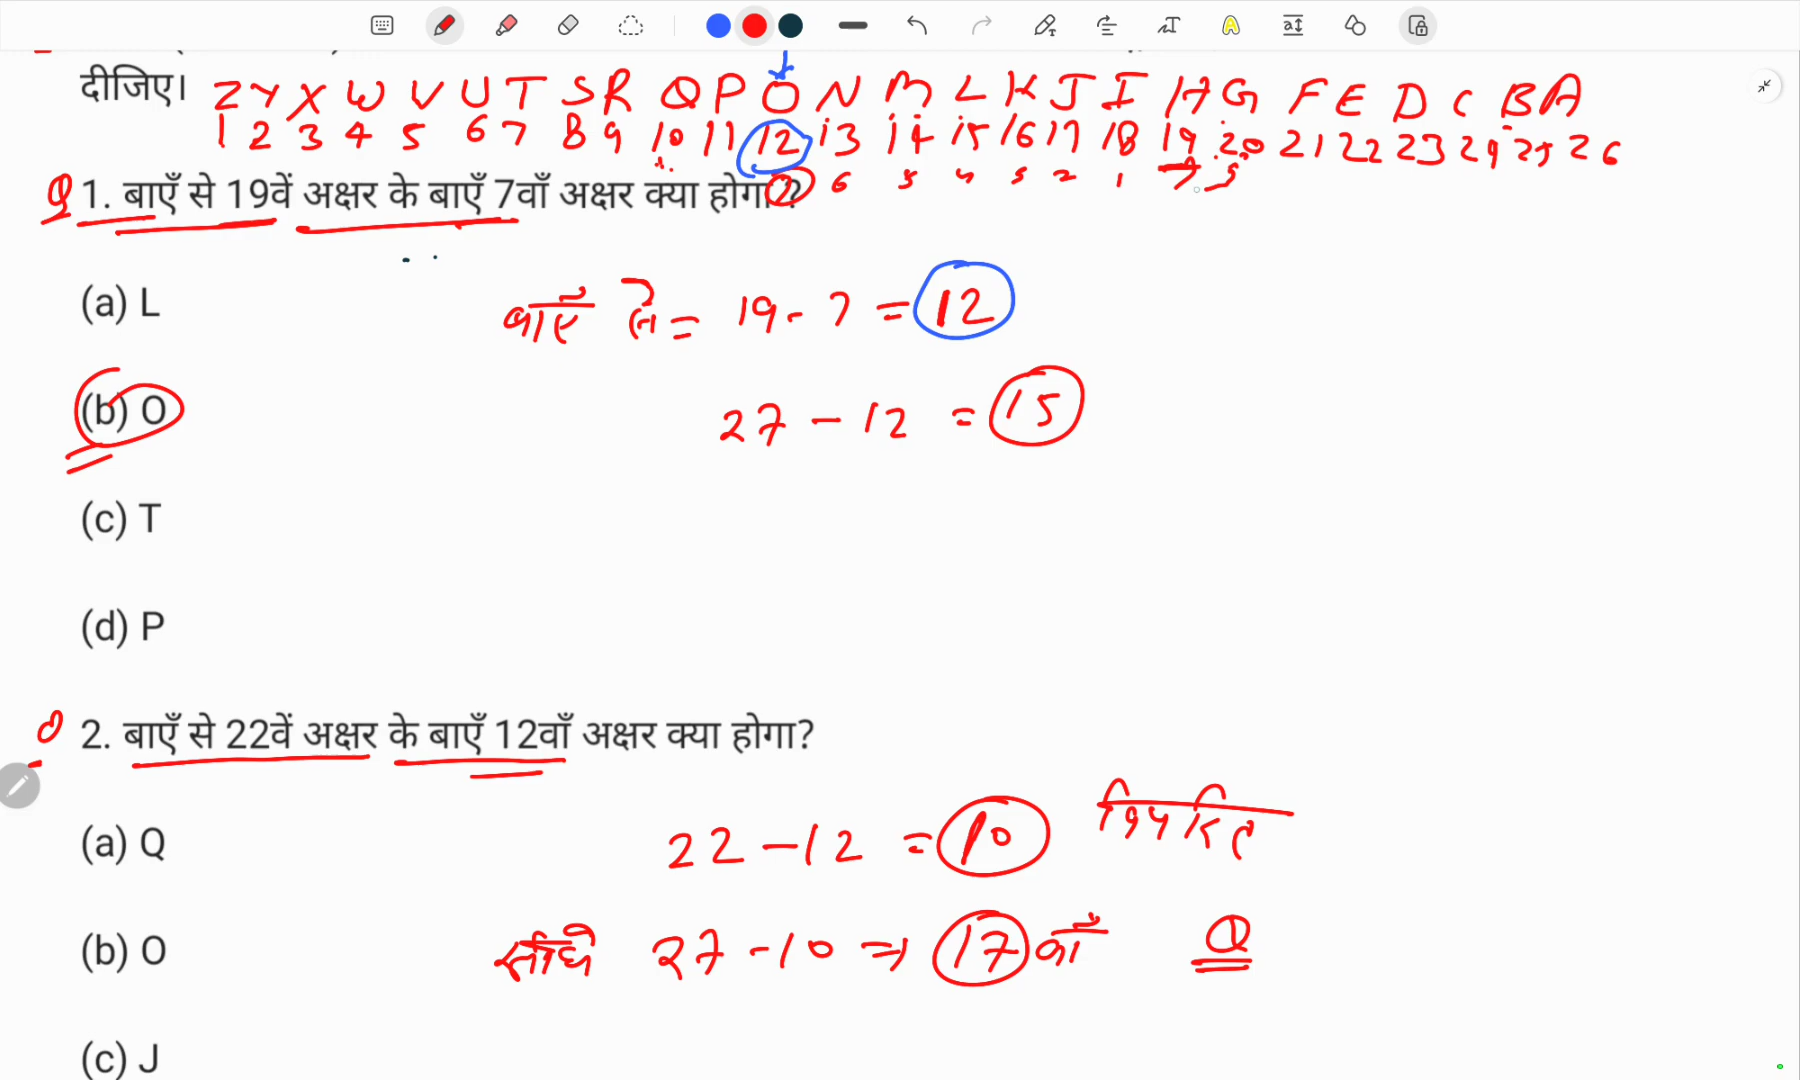 दीजिए। Z Y X W V U T S R Q P O N M L K J I H G F E D C B A
1 2 3 4 5 6 7 8 9 10 11 12 13 14 15 16 17 18 19 20 21 22 23 24 25 26
7 6 5 4 3 2 1
Q 1. बाएँ से 19वें अक्षर के बाएँ 7वाँ अक्षर क्या होगा ?
(a) L
बाएं से = 19 - 7 = 12
(b) O
27 - 12 = 15
(c) T
(d) P
2. बाएँ से 22वें अक्षर के बाएँ 12वाँ अक्षर क्या होगा?
(a) Q
22 - 12 = 10
(b) O
सीधे 27 - 10 ⇒ 17 वां Q
(c) J